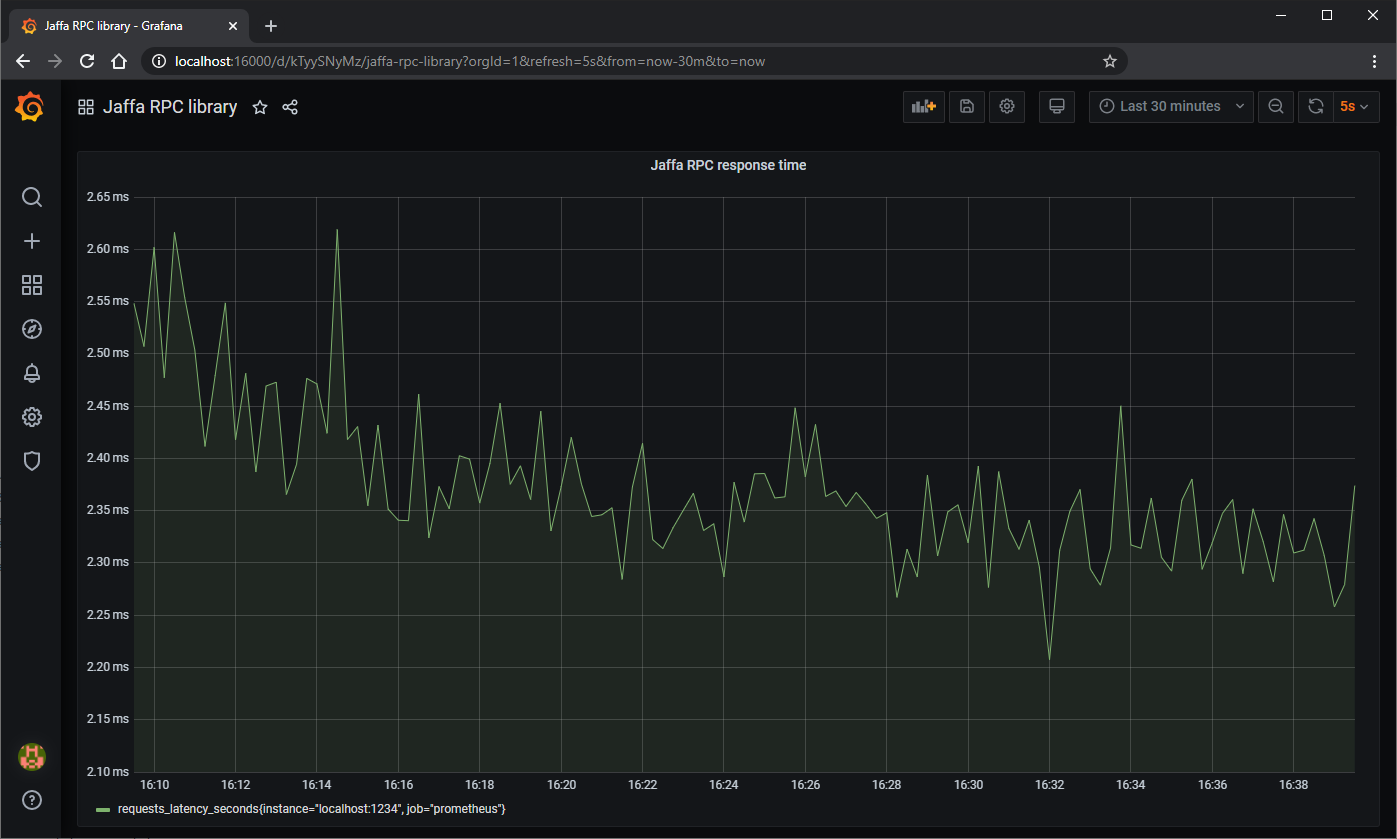 Jaffa RPC library - Grafana
localhost:16000/d/kTyySNyMz/jaffa-rpc-library?orgId=1&refresh=5s&from=now-30m&to=now
Jaffa RPC library
Last 30 minutes
5s
Jaffa RPC response time
2.65 ms
2.60 ms
2.55 ms
2.50 ms
2.45 ms
2.40 ms
2.35 ms
2.30 ms
2.25 ms
2.20 ms
2.15 ms
2.10 ms
16:10 16:12 16:14 16:16 16:18 16:20 16:22 16:24 16:26 16:28 16:30 16:32 16:34 16:36 16:38
requests_latency_seconds{instance="localhost:1234", job="prometheus"}